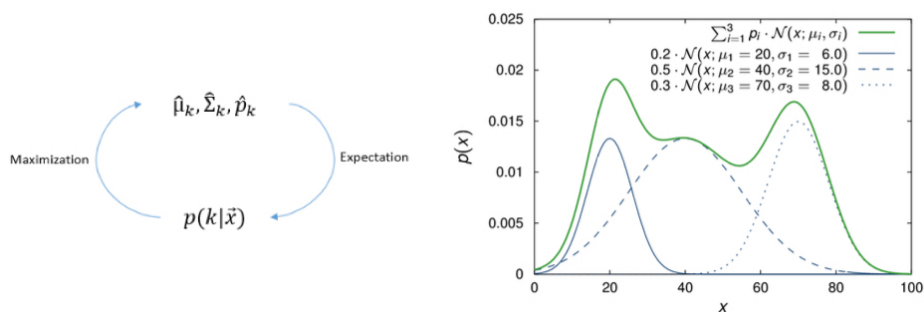 μ̂ₖ, Σ̂ₖ, p̂ₖ
Maximization
Expectation
p(k|x⃗)
0.025
0.02
0.015
0.01
0.005
0
p(x)
∑³ᵢ₌₁ pᵢ · 𝒩(x; μᵢ, σᵢ)
0.2 · 𝒩(x; μ₁ = 20, σ₁ = 6.0)
0.5 · 𝒩(x; μ₂ = 40, σ₂ = 15.0)
0.3 · 𝒩(x; μ₃ = 70, σ₃ = 8.0)
0 20 40 60 80 100
x